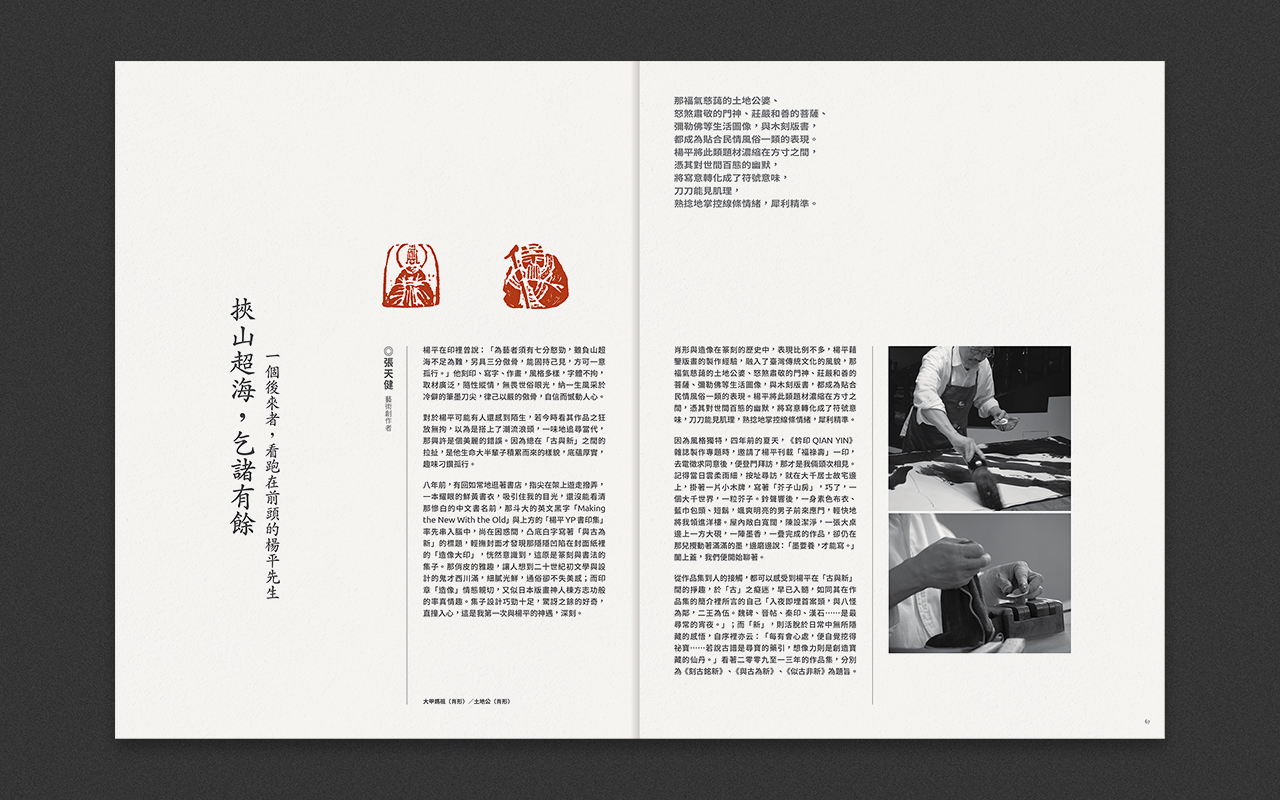 挾山超海，乞諸有餘
一個後來者，看跑在前頭的楊平先生
◎張天健 藝術創作者
楊平在印裡曾說：「為藝者須有七分憨勁，雖負山超
海不足為難，另具三分傲骨，能固持己見，方可一意
孤行。」他刻印、寫字、作畫，風格多樣，字體不拘，
取材廣泛，隨性縱情，無畏世俗眼光，納一生風采於
冷僻的筆墨刀尖，律己以嚴的傲骨，自信而憾動人心。
對於楊平可能有人還感到陌生，若今時看其作品之狂
放無拘，以為是搭上了潮流浪頭，一味地追尋當代，
那興許是個美麗的錯誤。因為總在「古與新」之間的
拉扯，是他生命大半輩子積累而來的樣貌，底蘊厚實，
趣味刁鑽孤行。
八年前，有回如常地逛著書店，指尖在架上遊走撥弄，
一本耀眼的鮮黃書衣，吸引住我的目光，還沒能看清
那慘白的中文書名前，那斗大的英文黑字「Making
the New With the Old」與上方的「楊平 YP 書印集」
率先串入腦中，尚在困惑間，凸底白字寫著「與古為
新」的標題，輕撫封面才發現那隱隱凹陷在封面紙裡
的「造像大印」，恍然意識到，這原是篆刻與書法的
集子。那俏皮的雅趣，讓人想到二十世紀初文學與設
計的鬼才西川滿，細膩光鮮，通俗卻不失美感；而印
章「造像」情態親切，又似日本版畫神人棟方志功般
的率真情趣。集子設計巧勁十足，驚訝之餘的好奇，
直撞入心，這是我第一次與楊平的神遇，深刻。
大甲媽祖（肖形）／土地公（肖形）
那福氣慈藹的土地公婆、
怒煞肅敬的門神、莊嚴和善的菩薩、
彌勒佛等生活圖像，與木刻版書，
都成為貼合民情風俗一類的表現。
楊平將此類題材濃縮在方寸之間，
憑其對世間百態的幽默，
將寫意轉化成了符號意味，
刀刀能見肌理，
熟捻地掌控線條情緒，犀利精準。
肖形與造像在篆刻的歷史中，表現比例不多，楊平藉
鑒版畫的製作經驗，融入了臺灣傳統文化的風貌，那
福氣慈藹的土地公婆、怒煞肅敬的門神、莊嚴和善的
菩薩、彌勒佛等生活圖像，與木刻版書，都成為貼合
民情風俗一類的表現。楊平將此類題材濃縮在方寸之
間，憑其對世間百態的幽默，將寫意轉化成了符號意
味，刀刀能見肌理，熟捻地掌控線條情緒，犀利精準。
因為風格獨特，四年前的夏天，《鈐印 QIAN YIN》
雜誌製作專題時，邀請了楊平刊載「福祿壽」一印，
去電徵求同意後，便登門拜訪，那才是我倆頭次相見。
記得當日雲柔雨細，按址尋訪，就在大千居士故宅邊
上，掛著一片小木牌，寫著「芥子山房」，巧了，一
個大千世界，一粒芥子。鈴聲響後，一身素色布衣、
藍巾包頭、短鬍，颯爽明亮的男子前來應門，輕快地
將我領進洋樓。屋內敞白寬闊，陳設潔淨，一張大桌
邊上一方大硯，一陣墨香，一疊完成的作品，卻仍在
那兒攪動著滿滿的墨，邊磨邊說：「墨要養，才能寫。」
闔上蓋，我們便開始聊著。
從作品集到人的接觸，都可以感受到楊平在「古與新」
間的掙趣，於「古」之癡迷，早已入髓，如同其在作
品集的簡介裡所言的自己「入夜即埋首案頭，與八怪
為鄰，二王為伍。魏碑、晉帖、秦印、漢石……是最
尋常的宵夜。」；而「新」，則活脫於日常中無所隱
藏的感悟，自序裡亦云：「每有會心處，便自覺挖得
祕寶……若說古譜是尋寶的藥引，想像力則是創造寶
藏的仙丹。」看著二零零九至一三年的作品集，分別
為《刻古銘新》、《與古為新》、《似古非新》為題旨。
67